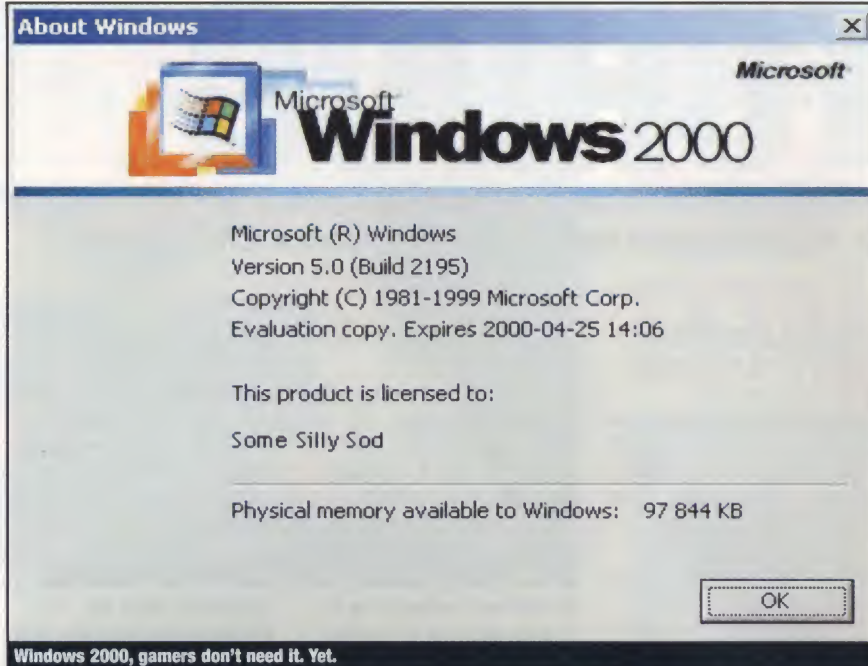 About Windows
Microsoft
Microsoft
Windows 2000
Microsoft (R) Windows
Version 5.0 (Build 2195)
Copyright (C) 1981-1999 Microsoft Corp.
Evaluation copy. Expires 2000-04-25 14:06
This product is licensed to:
Some Silly Sod
Physical memory available to Windows: 97 844 KB
OK
Windows 2000, gamers don't need it. Yet.